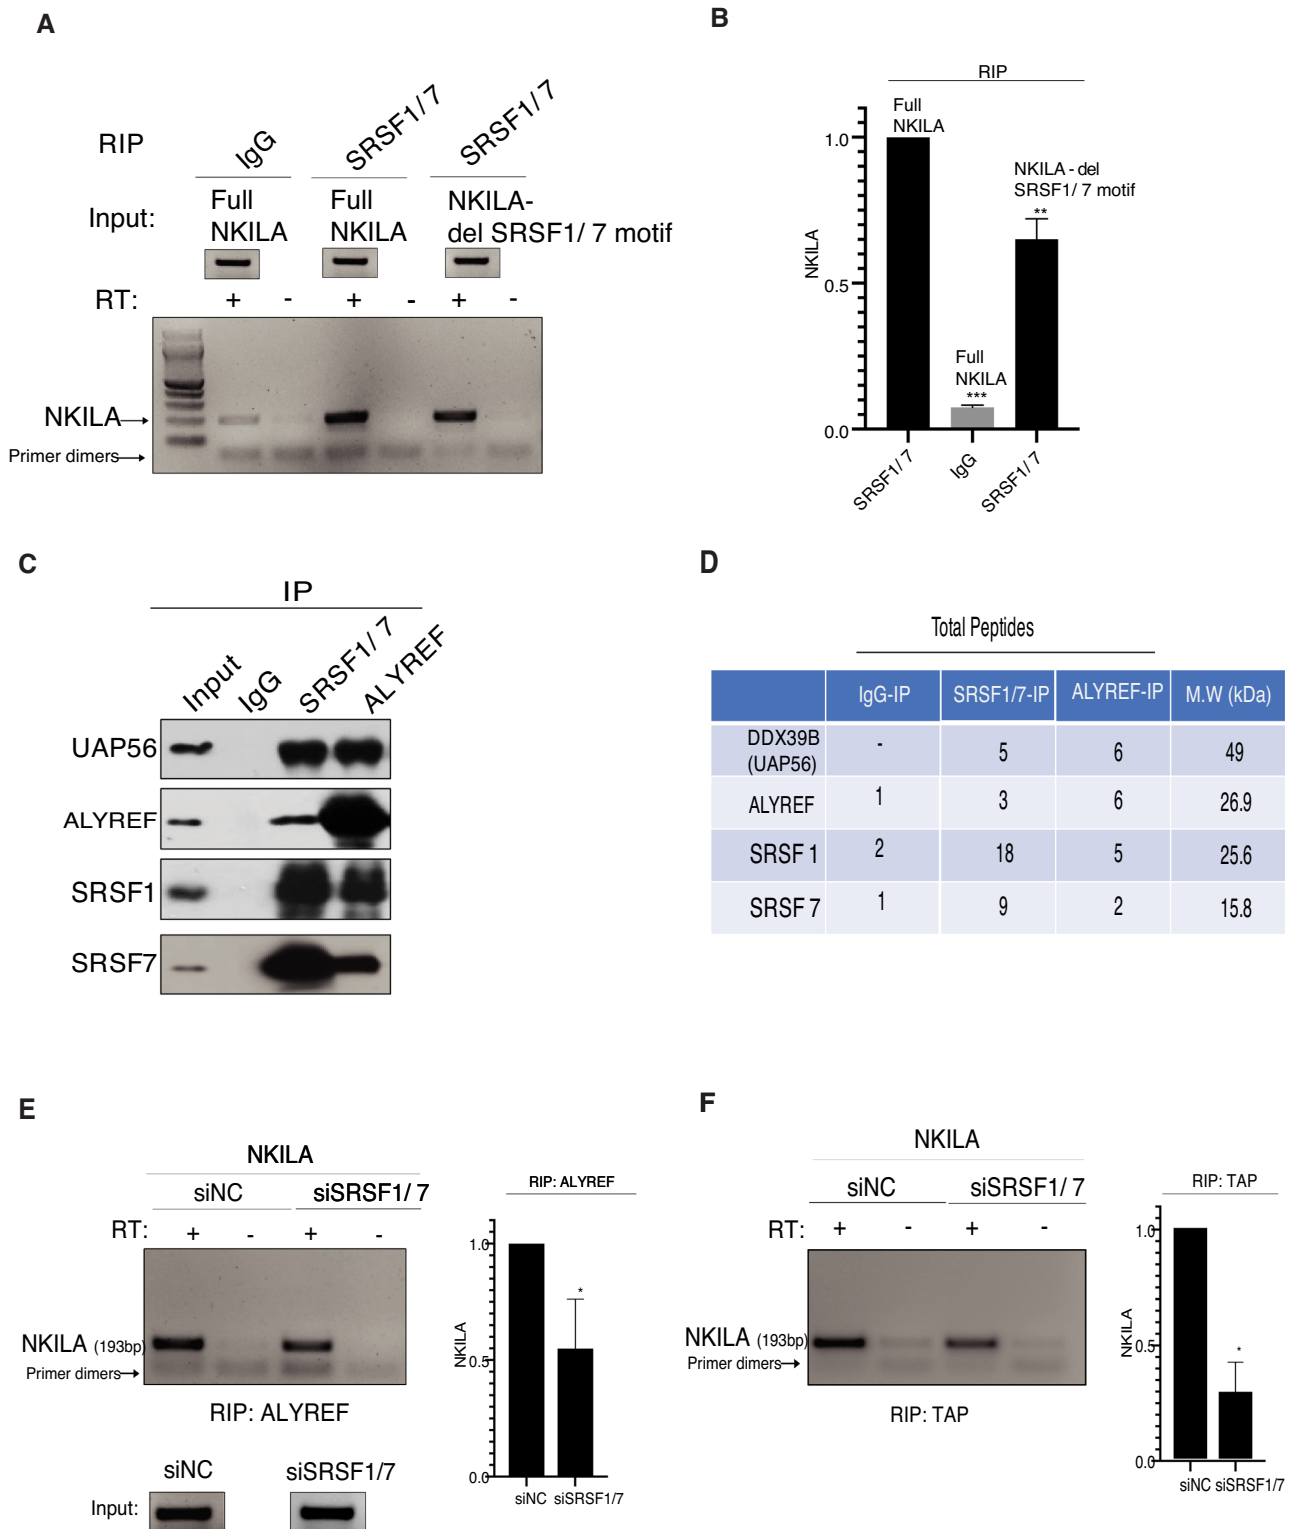 A
RIP
IgG
SRSF1/ 7
SRSF1/ 7
Input:
Full
NKILA
Full
NKILA
NKILA-
del SRSF1/ 7 motif
RT:
+ - + - + -
NKILA
Primer dimers
B
RIP
Full
NKILA
NKILA - del
SRSF1/ 7 motif
**
Full
NKILA
***
NKILA
1.0
0.5
0.0
SRSF1/ 7
IgG
SRSF1/ 7
C
IP
Input
IgG
SRSF1/ 7
ALYREF
UAP56
ALYREF
SRSF1
SRSF7
D
Total Peptides
IgG-IP SRSF1/7-IP ALYREF-IP M.W (kDa)
DDX39B
(UAP56) - 5 6 49
ALYREF 1 3 6 26.9
SRSF 1 2 18 5 25.6
SRSF 7 1 9 2 15.8
E
NKILA
siNC siSRSF1/ 7
RT: + - + -
NKILA (193bp)
Primer dimers
RIP: ALYREF
siNC siSRSF1/7
Input:
RIP: ALYREF
NKILA
1.0
0.5
0.0
*
siNC siSRSF1/7
F
NKILA
siNC siSRSF1/ 7
RT: + - + -
NKILA (193bp)
Primer dimers
RIP: TAP
RIP: TAP
NKILA
1.0
0.5
0.0
*
siNC siSRSF1/7